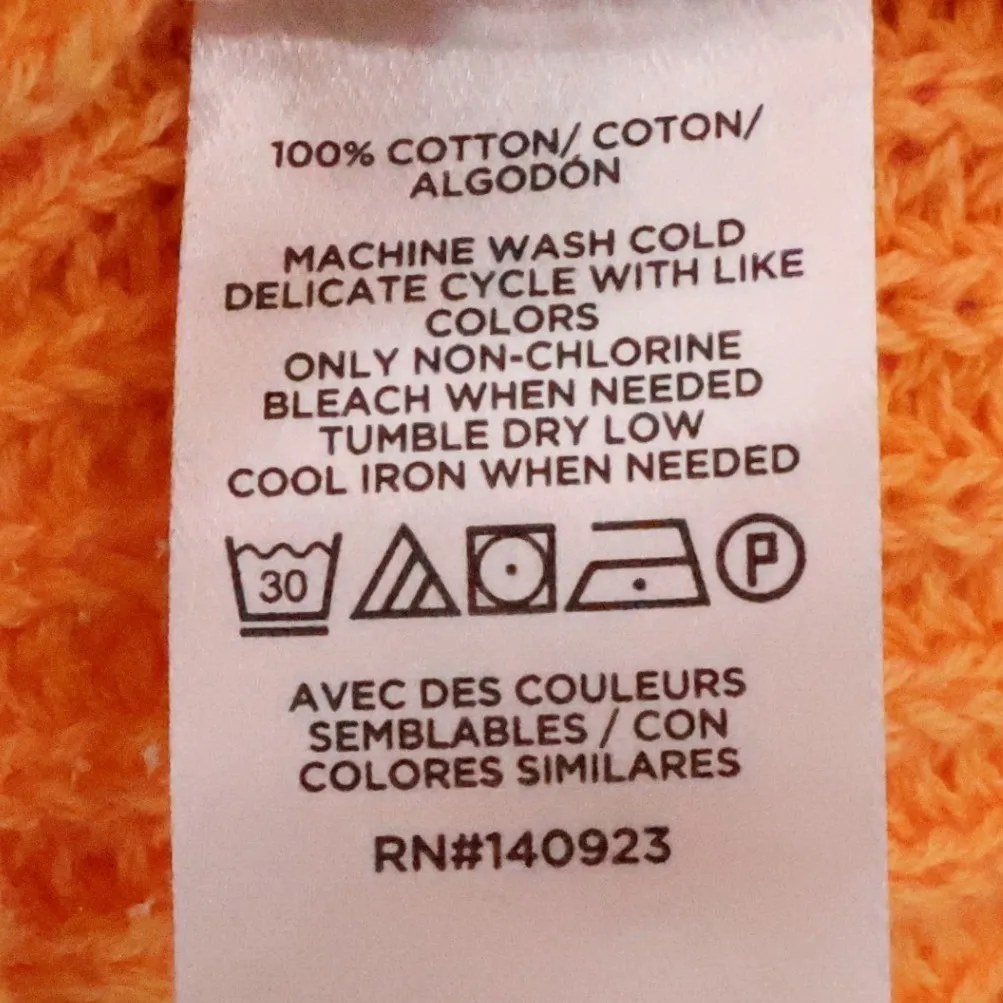 100% COTTON/ COTON/
ALGODÓN
MACHINE WASH COLD
DELICATE CYCLE WITH LIKE
COLORS
ONLY NON-CHLORINE
BLEACH WHEN NEEDED
TUMBLE DRY LOW
COOL IRON WHEN NEEDED
30 P
AVEC DES COULEURS
SEMBLABLES / CON
COLORES SIMILARES
RN#140923